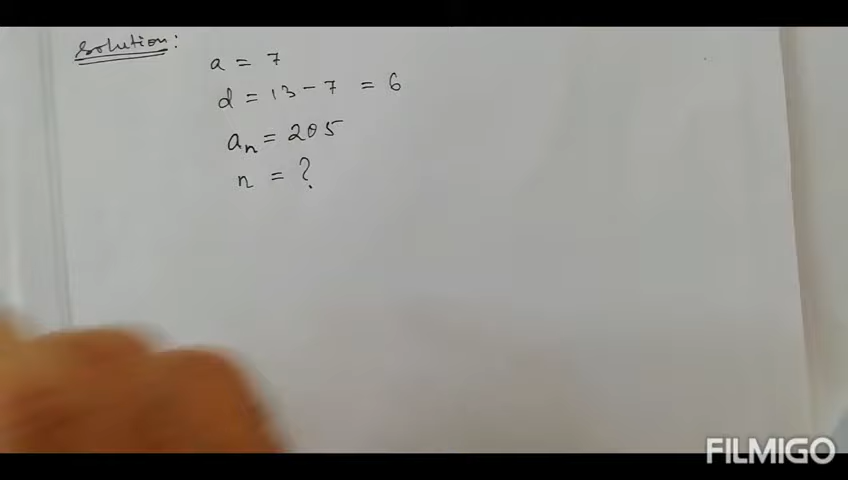 Solution:
a = 7
d = 13 - 7 = 6
aₙ = 205
n = ?
FILMIGO